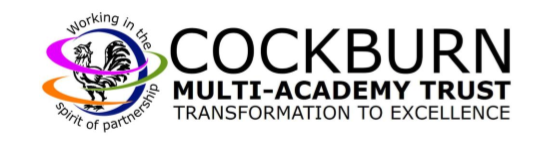 Working in the
spirit of partnership
COCKBURN
MULTI-ACADEMY TRUST
TRANSFORMATION TO EXCELLENCE